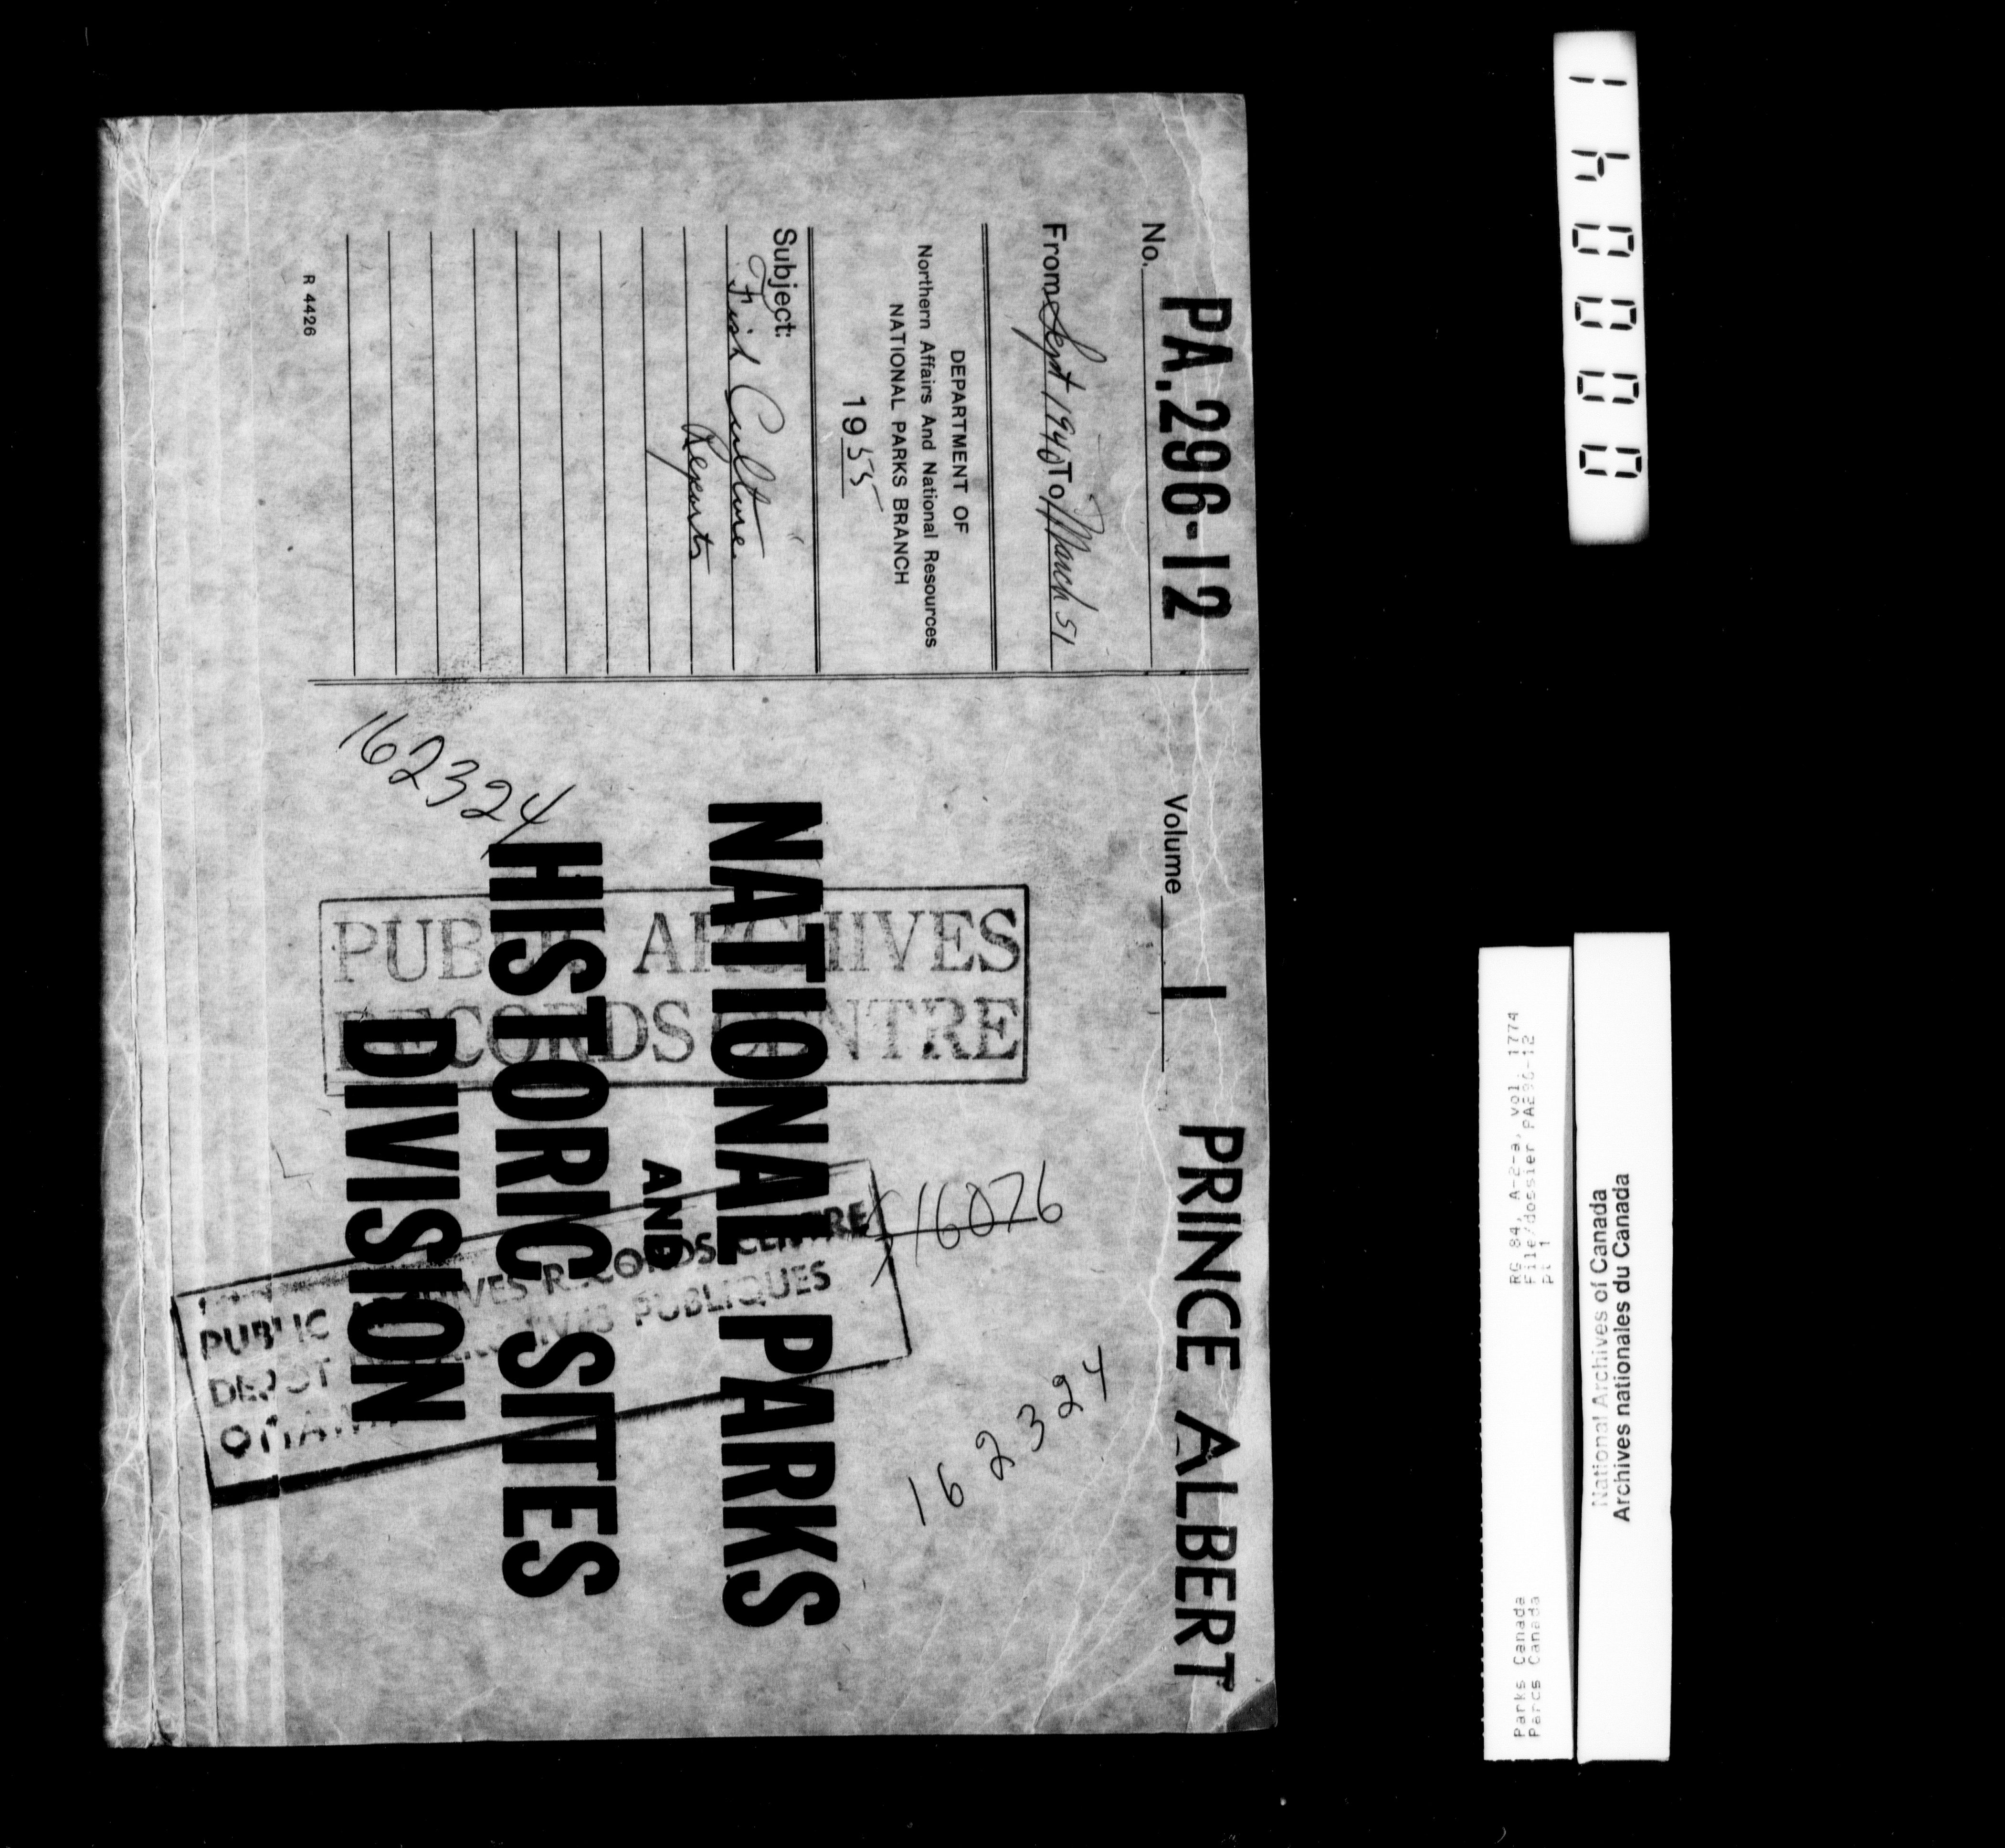 No. PA.296-12
Volume 1
PRINCE ALBERT
From Sept 1940 To March 51
DEPARTMENT OF
Northern Affairs And National Resources
NATIONAL PARKS BRANCH
1955
Subject:
Fish Culture
Reports
R 4426
162324
16076
162324
NATIONAL PARKS
AND
HISTORIC SITES
DIVISION
PUBLIC ARCHIVES
RECORDS CENTRE
PUBLIC ARCHIVES RECORDS CENTRE
DEPOT ARCHIVES PUBLIQUES
OTTAWA
National Archives of Canada
Archives nationales du Canada
RG 84, A-2-a, vol. 1774
File/dossier PA296-12
pt 1
Parks Canada
Parcs Canada